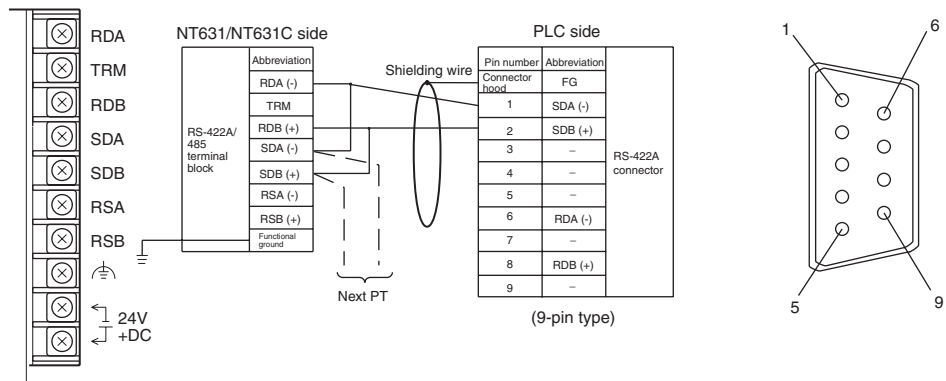 RDA
TRM
RDB
SDA
SDB
RSA
RSB
24V
+DC
NT631/NT631C side
Abbreviation
RDA (-)
TRM
RDB (+)
SDA (-)
SDB (+)
RSA (-)
RSB (+)
Functional
ground
RS-422A/
485
terminal
block
Shielding wire
Next PT
PLC side
Pin number Abbreviation
Connector
hood FG
1 SDA (-)
2 SDB (+)
3 –
4 –
5 –
6 RDA (-)
7 –
8 RDB (+)
9 –
RS-422A
connector
(9-pin type)
1
6
5
9